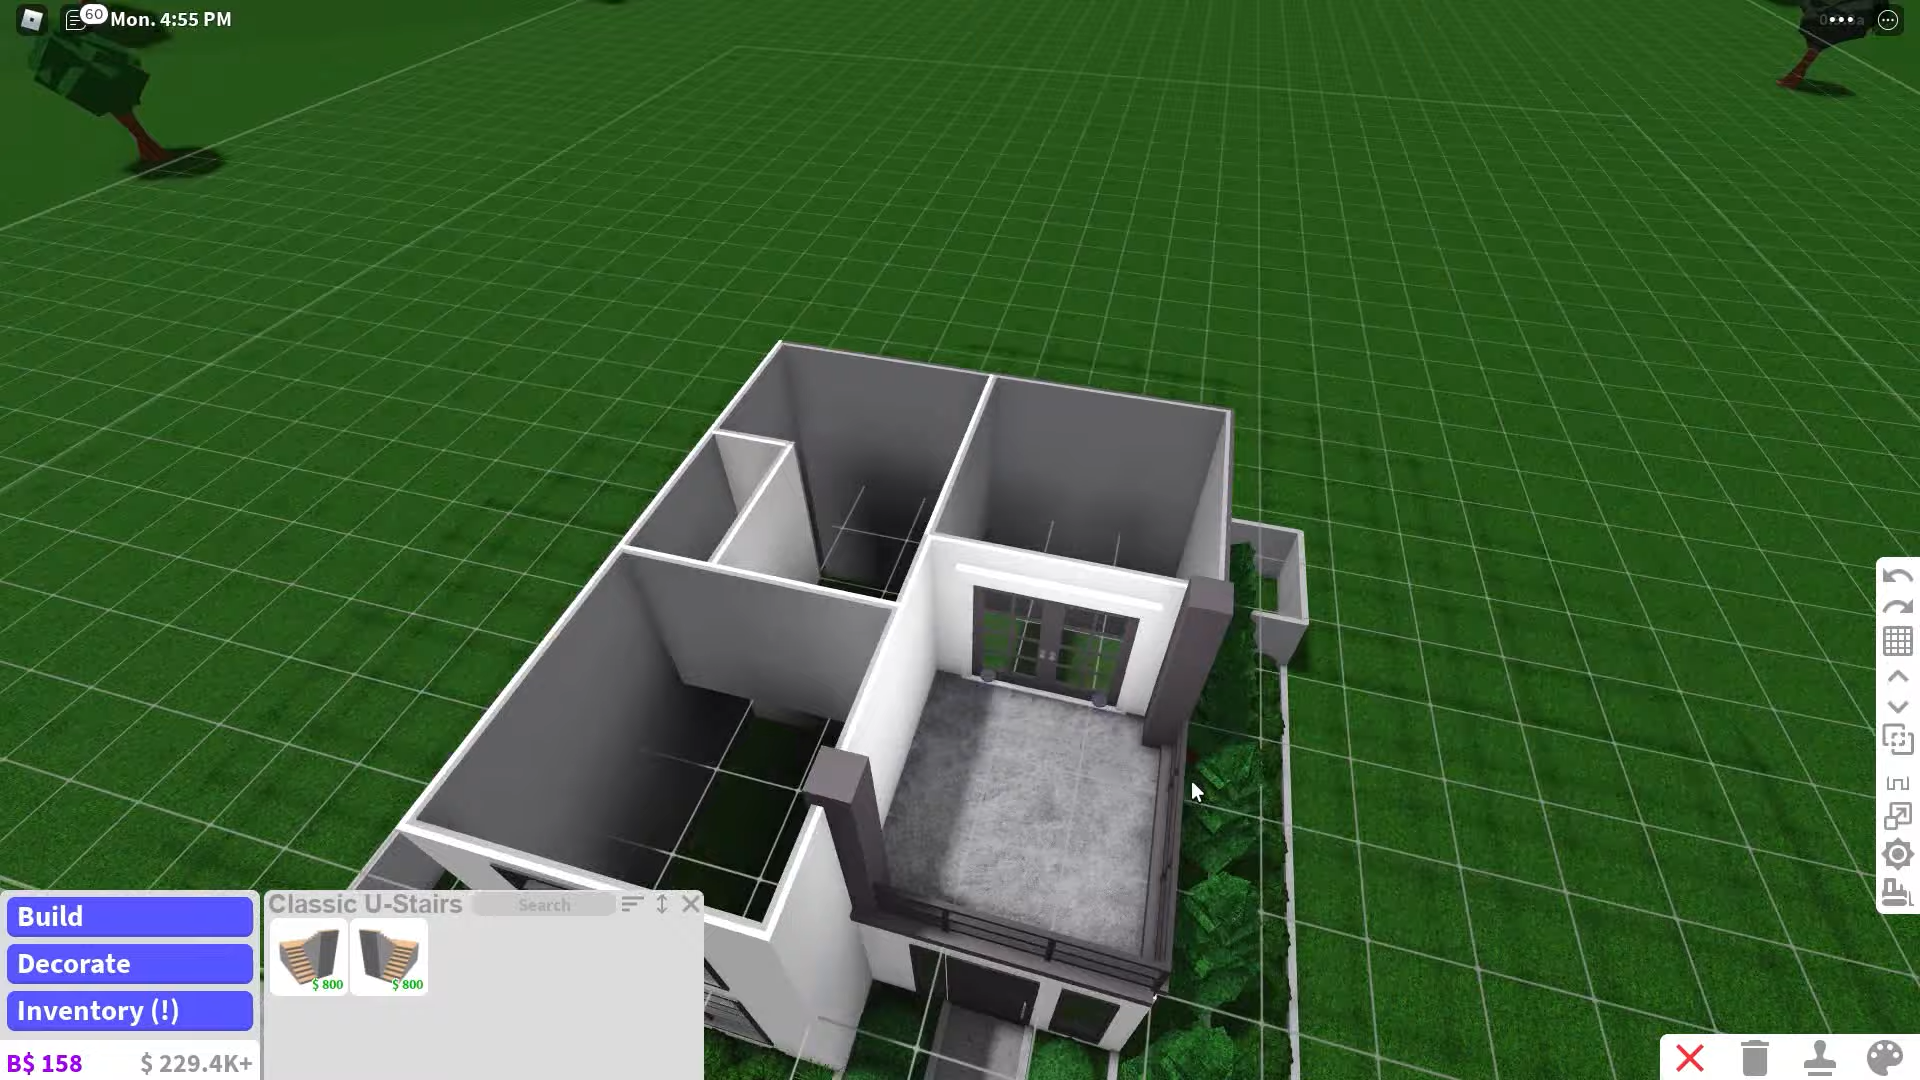 60
Mon. 4:55 PM
Classic U-Stairs
Search
Build
Decorate
Inventory (!)
$ 800
$ 800
B$ 158
$ 229.4K+